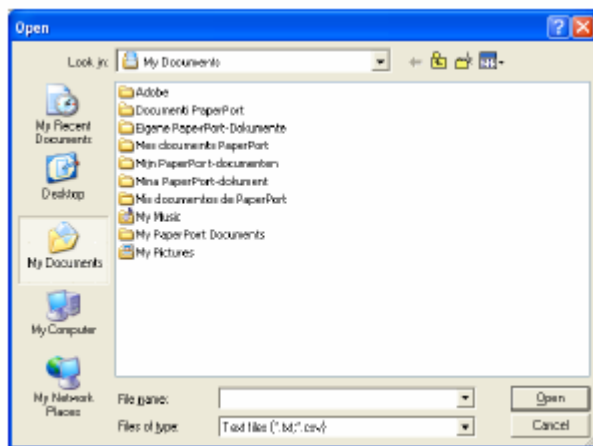 Open
Look in: My Documents
My Recent Documents
Desktop
My Documents
My Computer
My Network Places
Adobe
Documenti PaperPort
Eigene PaperPort-Dokumente
Mes documents PaperPort
Mijn PaperPort-documenten
Mina PaperPort-dokument
Mis documentos de PaperPort
My Music
My PaperPort Documents
My Pictures
File name:
Open
Files of type: Text files (*.txt;*.csv)
Cancel